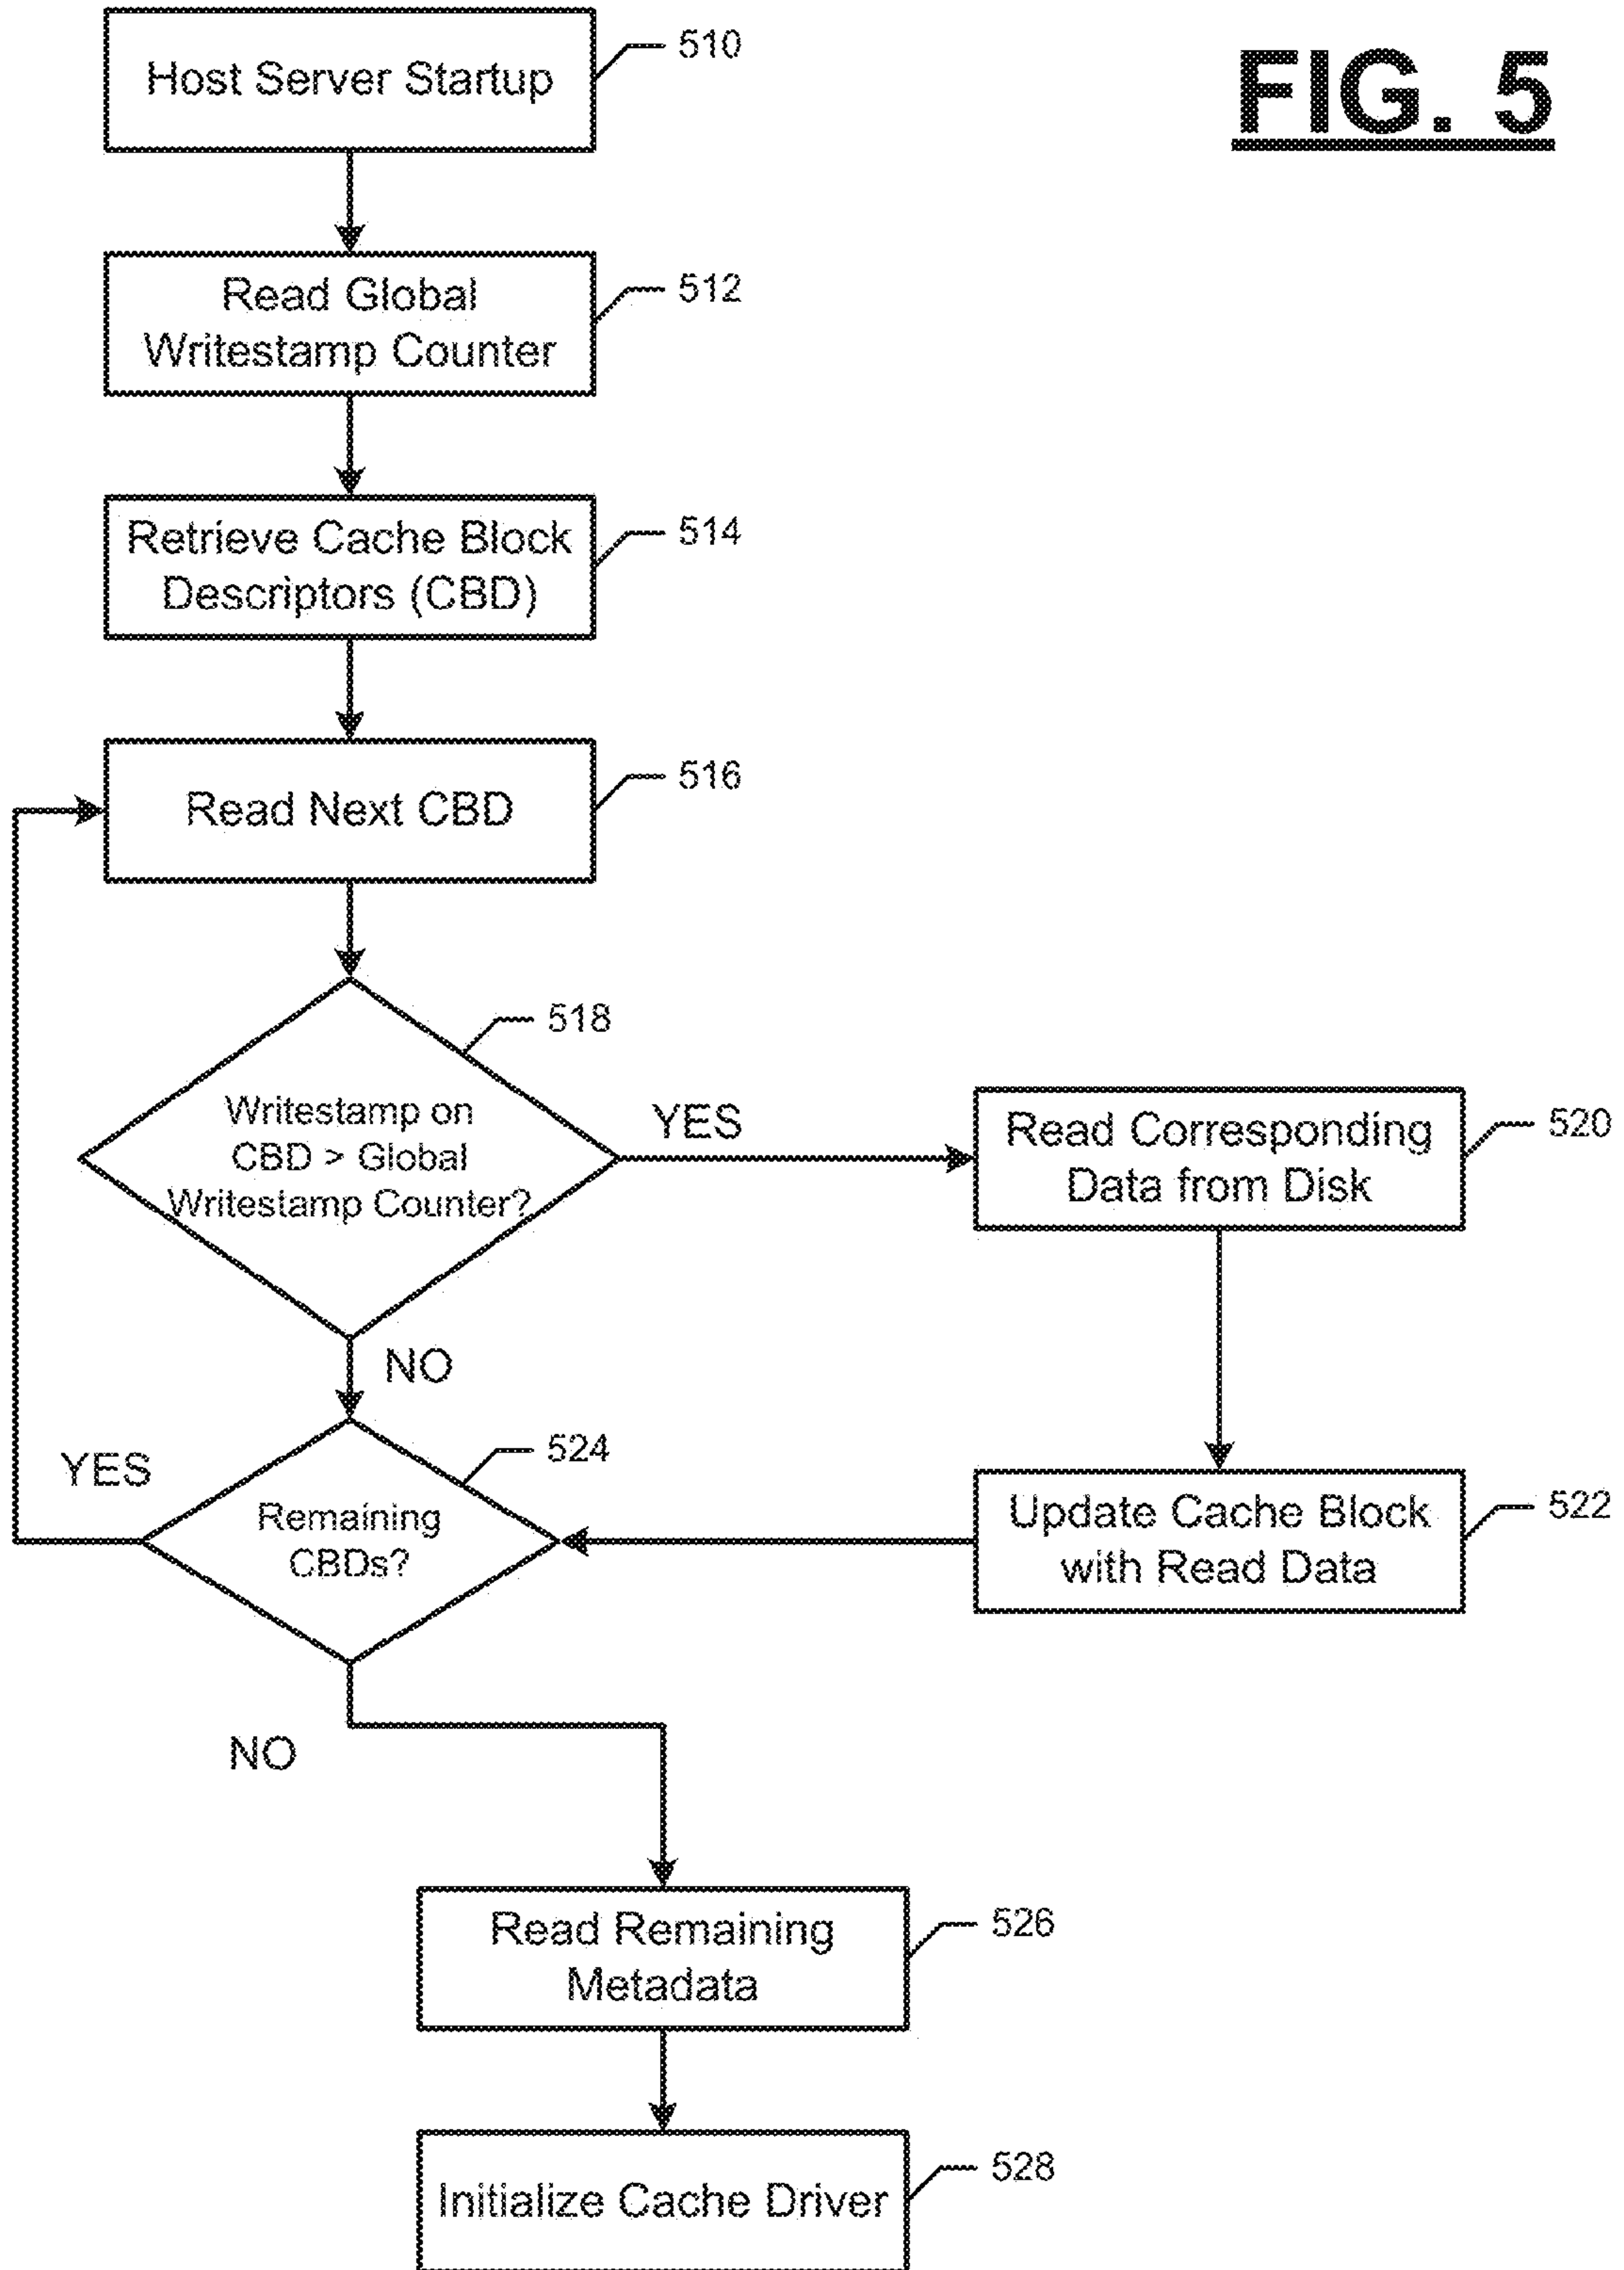 FIG. 5
Host Server Startup
510
Read Global
Writestamp Counter
512
Retrieve Cache Block
Descriptors (CBD)
514
Read Next CBD
516
518
Writestamp on
CBD > Global
Writestamp Counter?
YES
Read Corresponding
Data from Disk
520
NO
YES
524
Remaining
CBDs?
Update Cache Block
with Read Data
522
NO
Read Remaining
Metadata
526
Initialize Cache Driver
528